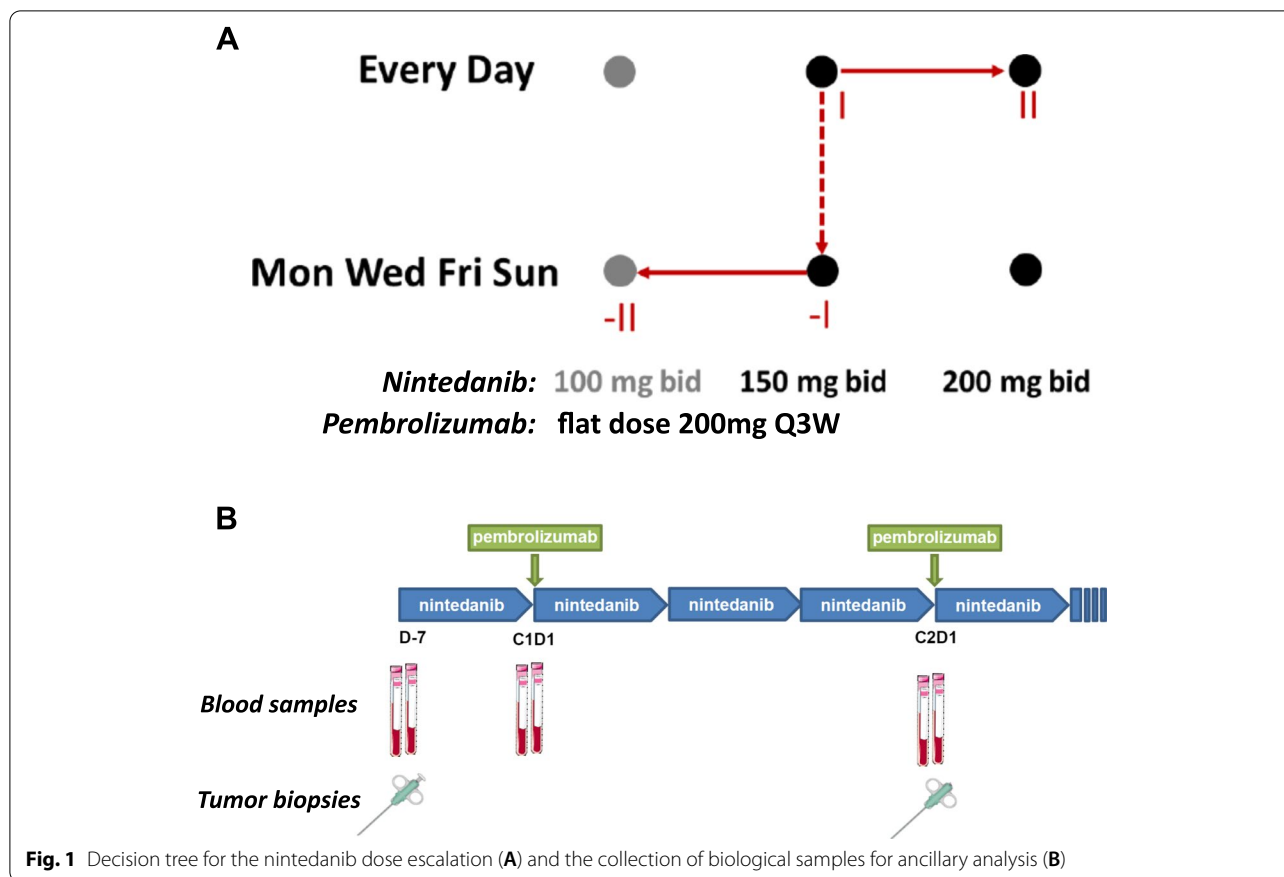 A
Every Day
I
II
Mon Wed Fri Sun
-II
-I
Nintedanib: 100 mg bid 150 mg bid 200 mg bid
Pembrolizumab: flat dose 200mg Q3W
B
pembrolizumab pembrolizumab
nintedanib nintedanib nintedanib nintedanib nintedanib
D-7 C1D1 C2D1
Blood samples
Tumor biopsies
Fig. 1 Decision tree for the nintedanib dose escalation (A) and the collection of biological samples for ancillary analysis (B)